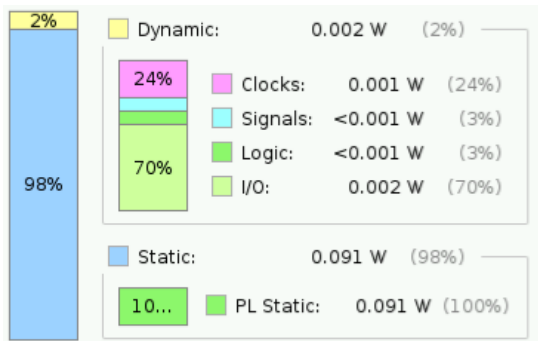 2%
Dynamic: 0.002 W (2%)
24%
Clocks: 0.001 W (24%)
Signals: <0.001 W (3%)
Logic: <0.001 W (3%)
70%
I/O: 0.002 W (70%)
98%
Static: 0.091 W (98%)
10...
PL Static: 0.091 W (100%)